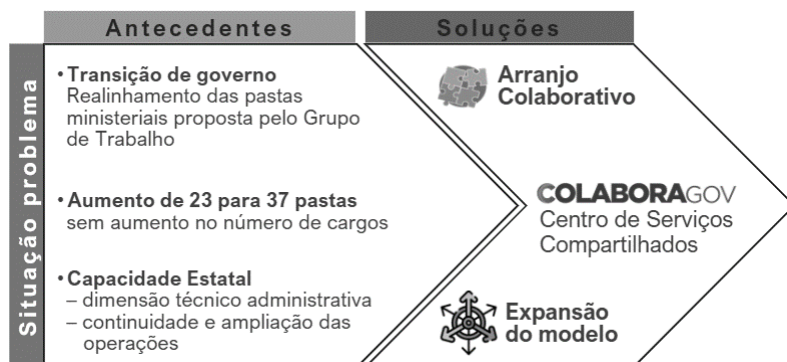 Antecedentes
Soluções
Situação problema
• Transição de governo
Realinhamento das pastas
ministeriais proposta pelo Grupo
de Trabalho
• Aumento de 23 para 37 pastas
sem aumento no número de cargos
• Capacidade Estatal
– dimensão técnico administrativa
– continuidade e ampliação das
operações
Arranjo
Colaborativo
COLABORAGOV
Centro de Serviços
Compartilhados
Expansão
do modelo